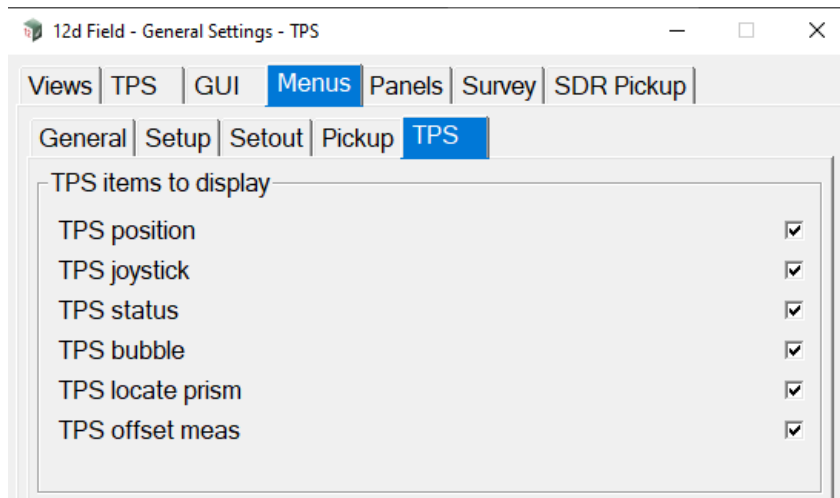 12d Field - General Settings - TPS
Views TPS GUI Menus Panels Survey SDR Pickup
General Setup Setout Pickup TPS
TPS items to display
TPS position
TPS joystick
TPS status
TPS bubble
TPS locate prism
TPS offset meas